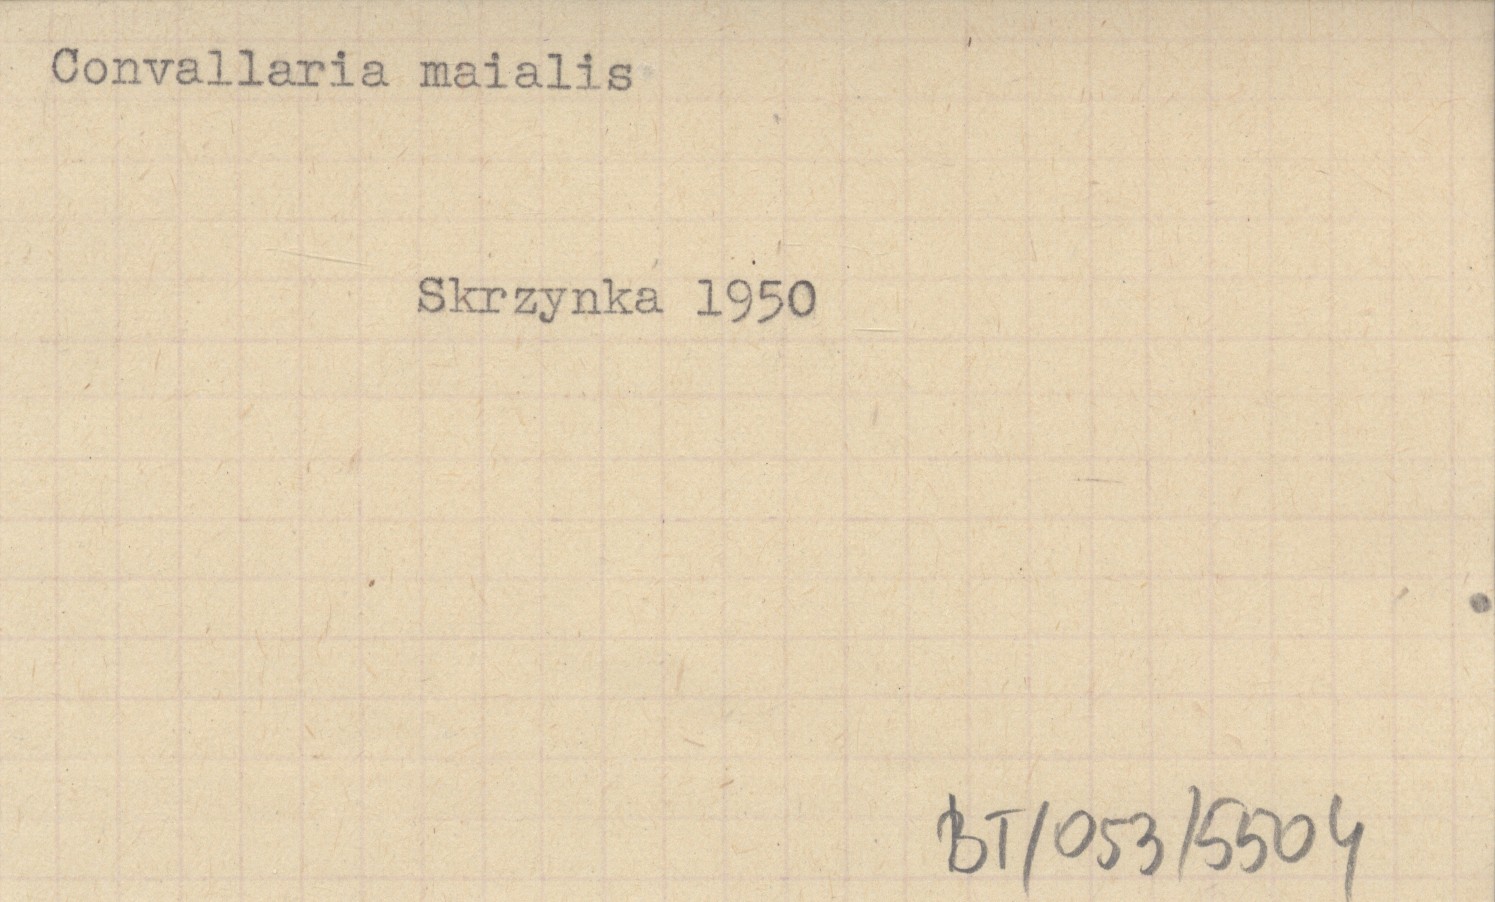 Convallaria maialis
Skrzynka 1950
BT/053/5504